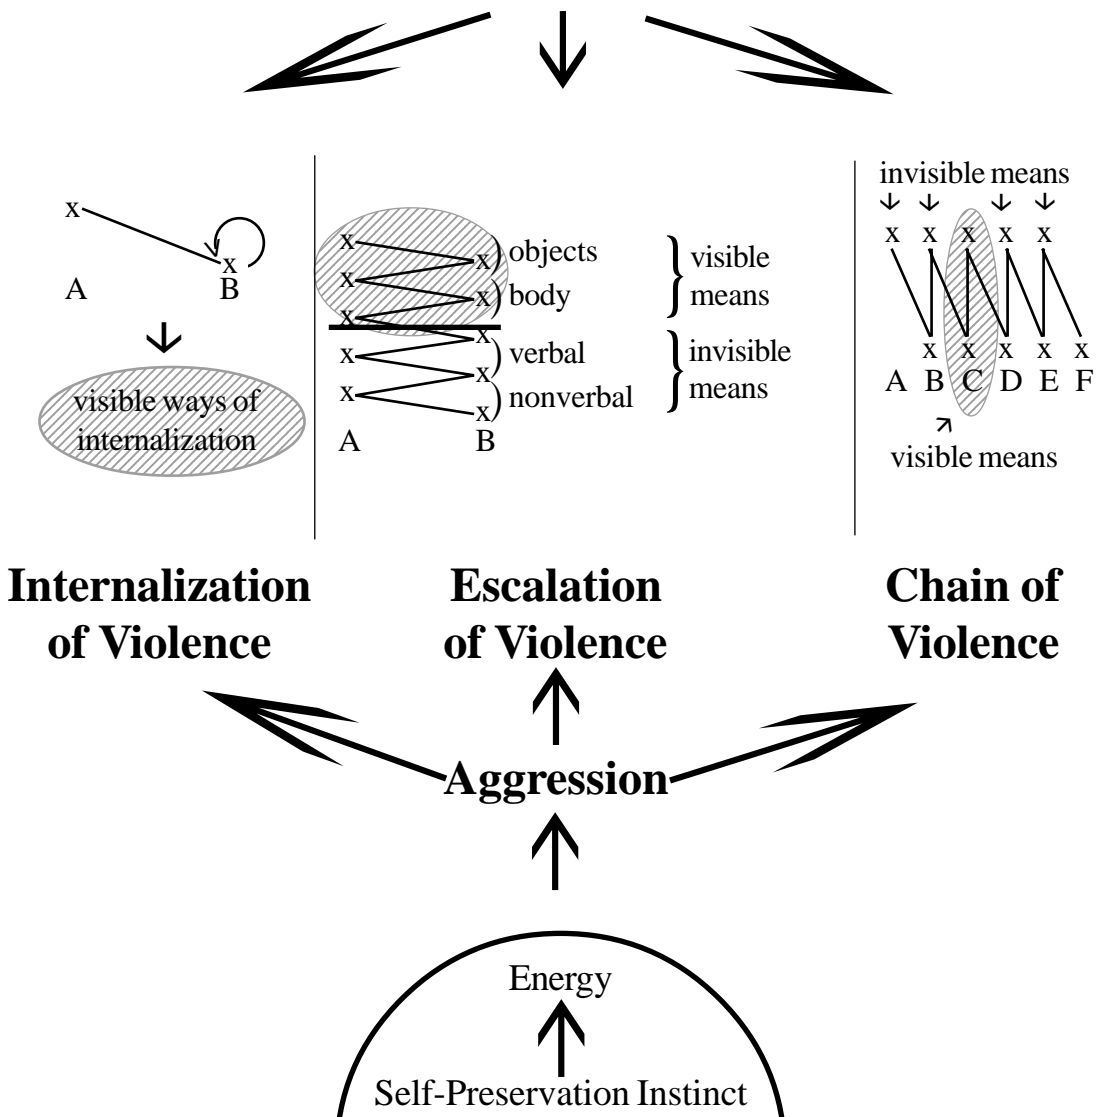 x
x
A
B
visible ways of
internalization
x
x
x
x
x
x
x
x
x
x
objects
body
verbal
nonverbal
visible
means
invisible
means
A
B
invisible means
x x x x x
x x x x x
A B C D E F
visible means
Internalization
of Violence
Escalation
of Violence
Chain of
Violence
Aggression
Energy
Self-Preservation Instinct